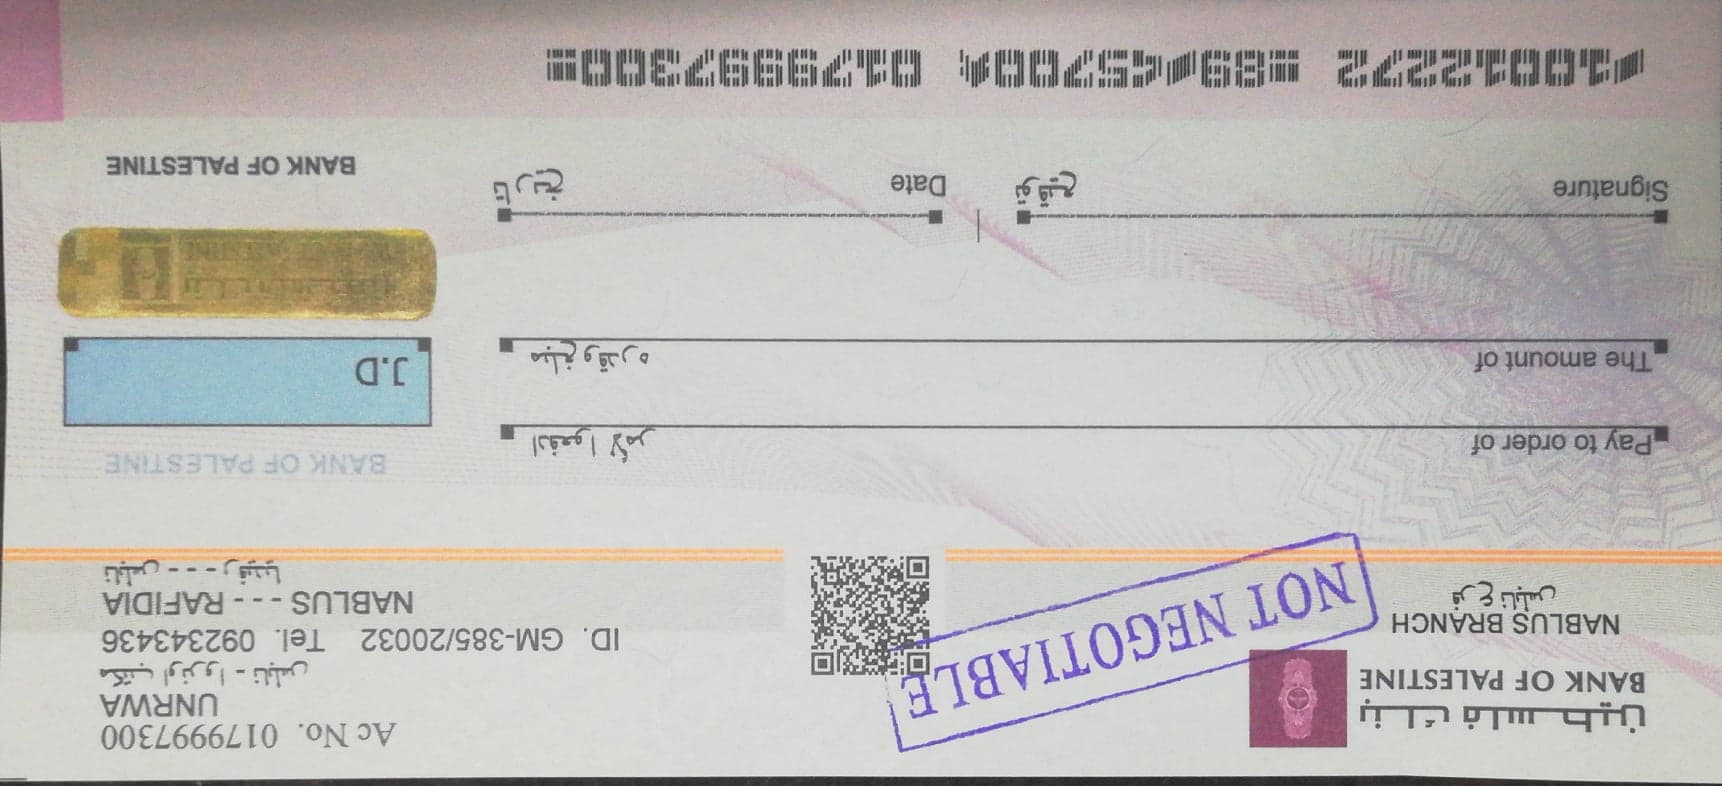 بنك فلسطين
BANK OF PALESTINE
NABLUS BRANCH
فرع نابلس
NOT NEGOTIABLE
Ac No. 0179997300
UNRWA
مكتب اونروا - نابلس
ID. GM-385/20032 Tel. 092343436
NABLUS - - - RAFIDIA
نابلس - - - رفيديا
BANK OF PALESTINE
Pay to order of ادفعوا لأمر
The amount of مبلغ وقدره
J.D
Signature توقيع
Date تاريخ
BANK OF PALESTINE
10012272 89 45700 0179997300